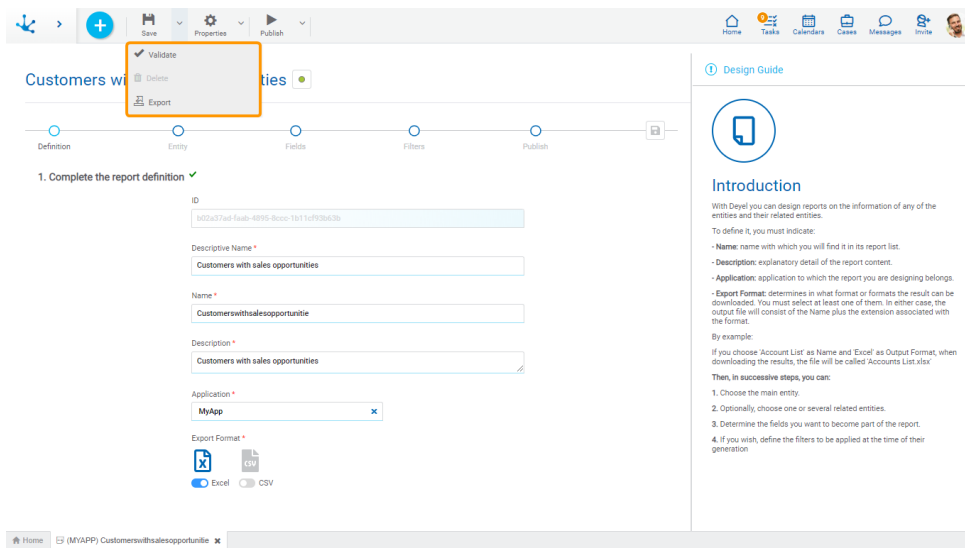 Save
Properties
Publish
Home
9
Tasks
Calendars
Cases
Messages
Invite
Validate
Delete
Export
Customers wi
ties
Definition
Entity
Fields
Filters
Publish
1. Complete the report definition
ID
b02a37ad-faab-4895-8ccc-1b11cf93b63b
Descriptive Name *
Customers with sales opportunities
Name *
Customerswithsalesopportunitie
Description *
Customers with sales opportunities
Application *
MyApp
Export Format *
X
CSV
Excel
CSV
Design Guide
Introduction
With Deyel you can design reports on the information of any of the
entities and their related entities.
To define it, you must indicate:
- Name: name with which you will find it in its report list.
- Description: explanatory detail of the report content.
- Application: application to which the report you are designing belongs.
- Export Format: determines in what format or formats the result can be
downloaded. You must select at least one of them. In either case, the
output file will consist of the Name plus the extension associated with
the format.
By example:
If you choose 'Account List' as Name and 'Excel' as Output Format, when
downloading the results, the file will be called 'Accounts List.xlsx'
Then, in successive steps, you can:
1. Choose the main entity.
2. Optionally, choose one or several related entities.
3. Determine the fields you want to become part of the report.
4. If you wish, define the filters to be applied at the time of their
generation
Home
(MYAPP) Customerswithsalesopportunitie